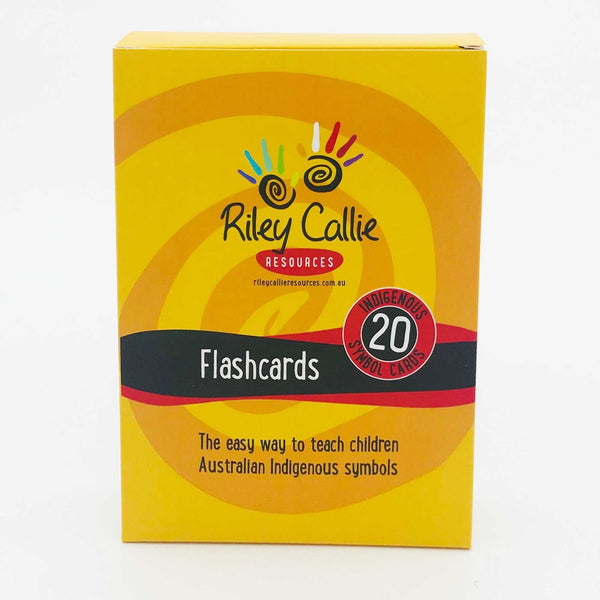 Riley Callie
RESOURCES
rileycallieresources.com.au
INDIGENOUS
20
SYMBOL CARDS
Flashcards
The easy way to teach children
Australian Indigenous symbols